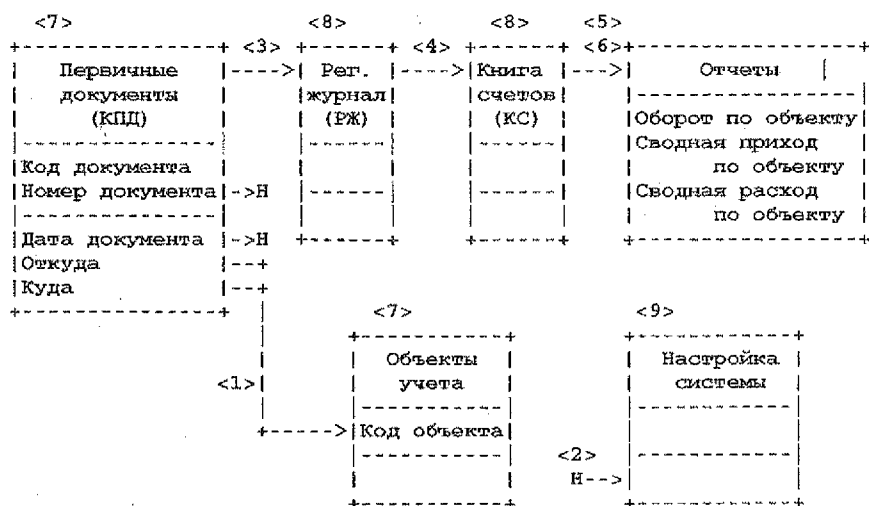 <7> <8> <8> <5>
<3> <4> <6>
Первичные Рег. Книга Отчеты
документы журнал счетов
(КПД) (РЖ) (КС) Оборот по объекту
Сводная приход
Код документа по объекту
Номер документа ->Н Сводная расход
по объекту
Дата документа ->Н
Откуда
Куда
<7> <9>
Объекты Настройка
<1> учета системы
Код объекта
<2>
Н-->